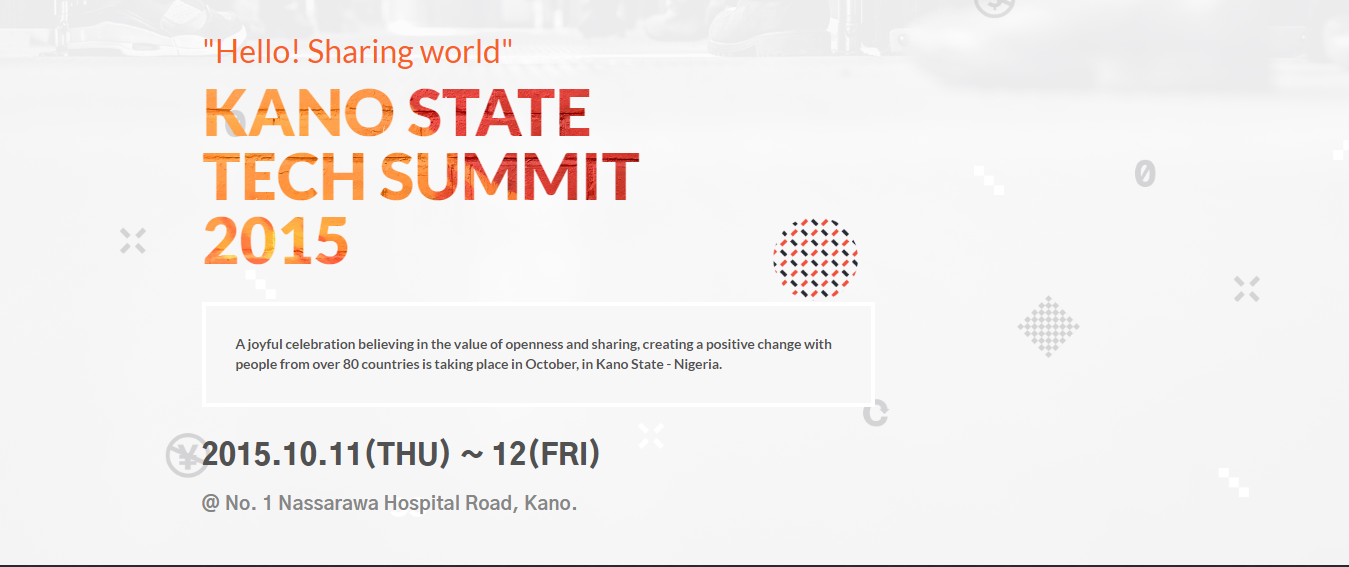 "Hello! Sharing world"
KANO STATE
TECH SUMMIT
2015
A joyful celebration believing in the value of openness and sharing, creating a positive change with
people from over 80 countries is taking place in October, in Kano State - Nigeria.
2015.10.11(THU) ~ 12(FRI)
@ No. 1 Nassarawa Hospital Road, Kano.